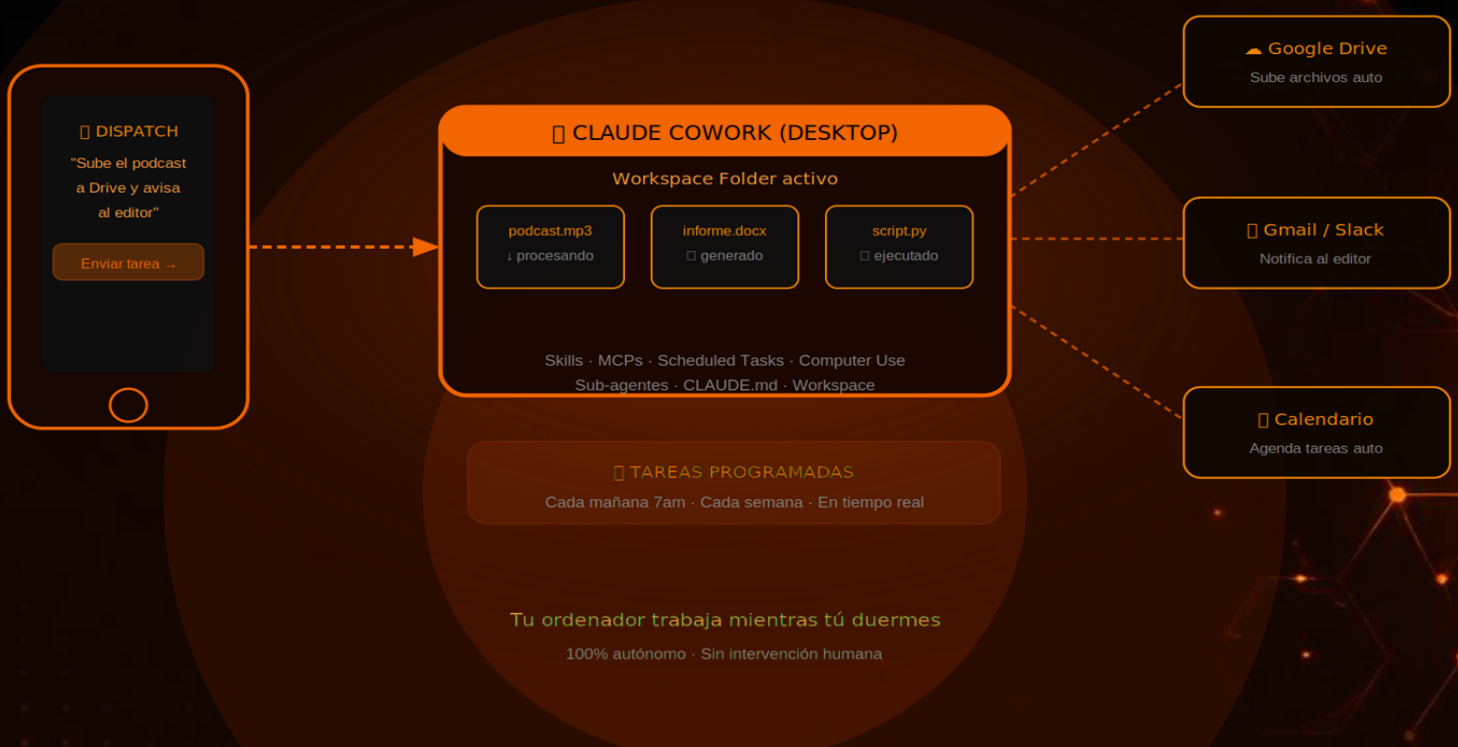 DISPATCH
"Sube el podcast
a Drive y avisa
al editor"
Enviar tarea →
CLAUDE COWORK (DESKTOP)
Workspace Folder activo
podcast.mp3
↓ procesando
informe.docx
generado
script.py
ejecutado
Skills · MCPs · Scheduled Tasks · Computer Use
Sub-agentes · CLAUDE.md · Workspace
TAREAS PROGRAMADAS
Cada mañana 7am · Cada semana · En tiempo real
Tu ordenador trabaja mientras tú duermes
100% autónomo · Sin intervención humana
☁ Google Drive
Sube archivos auto
Gmail / Slack
Notifica al editor
Calendario
Agenda tareas auto